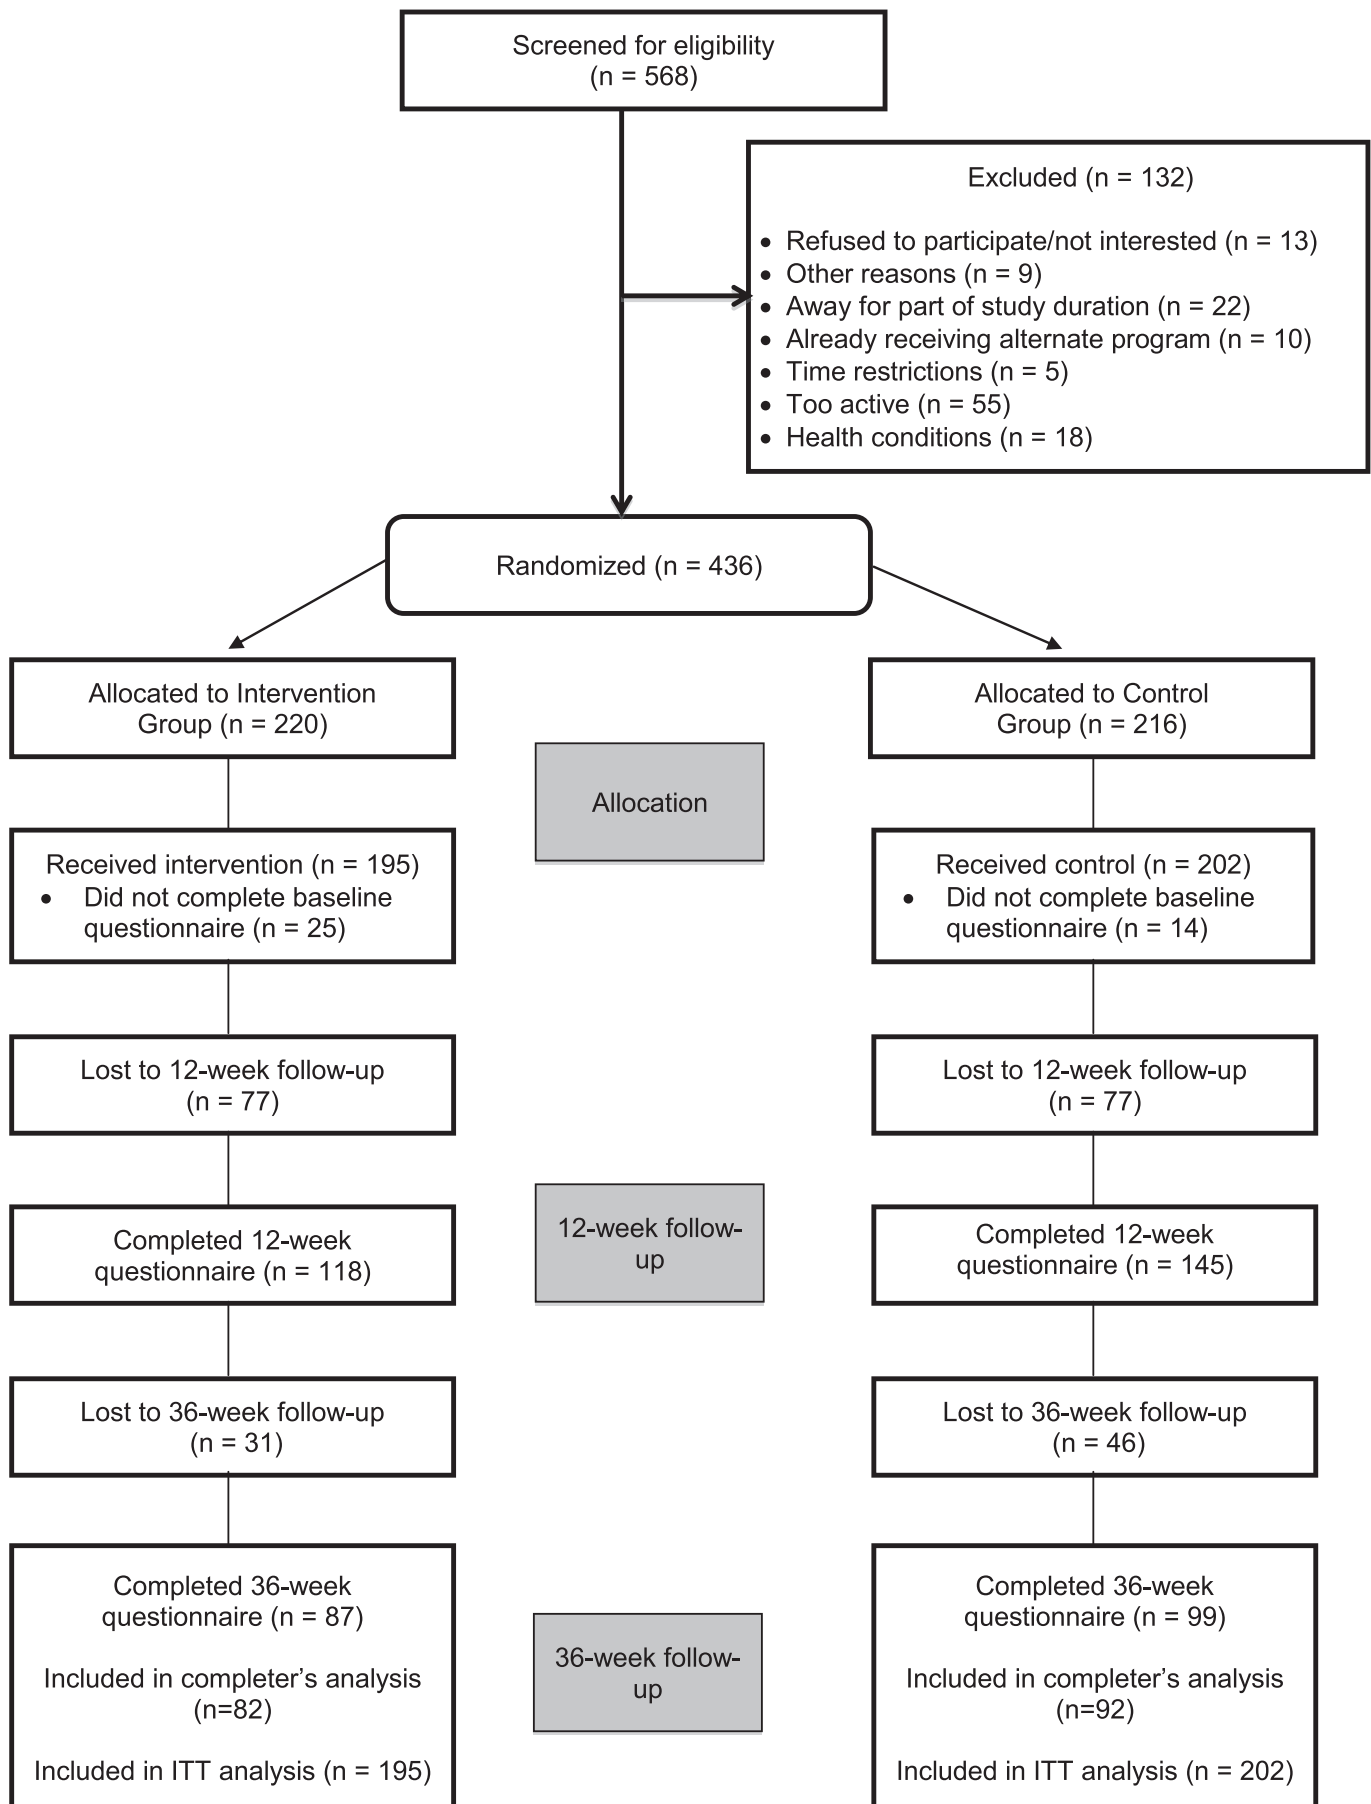 Screened for eligibility
(n = 568)
Excluded (n = 132)
• Refused to participate/not interested (n = 13)
• Other reasons (n = 9)
• Away for part of study duration (n = 22)
• Already receiving alternate program (n = 10)
• Time restrictions (n = 5)
• Too active (n = 55)
• Health conditions (n = 18)
Randomized (n = 436)
Allocated to Intervention
Group (n = 220)
Allocated to Control
Group (n = 216)
Allocation
Received intervention (n = 195)
• Did not complete baseline
questionnaire (n = 25)
Received control (n = 202)
• Did not complete baseline
questionnaire (n = 14)
Lost to 12-week follow-up
(n = 77)
Lost to 12-week follow-up
(n = 77)
Completed 12-week
questionnaire (n = 118)
12-week follow-
up
Completed 12-week
questionnaire (n = 145)
Lost to 36-week follow-up
(n = 31)
Lost to 36-week follow-up
(n = 46)
Completed 36-week
questionnaire (n = 87)
Included in completer’s analysis
(n=82)
Included in ITT analysis (n = 195)
36-week follow-
up
Completed 36-week
questionnaire (n = 99)
Included in completer’s analysis
(n=92)
Included in ITT analysis (n = 202)